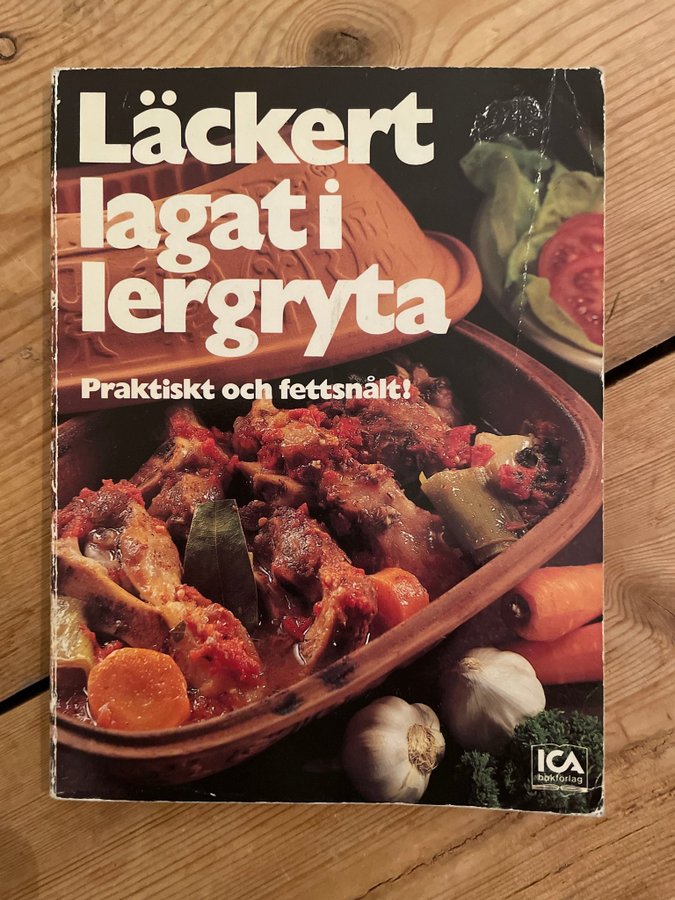 Läckert
lagat i
lergryta
Praktiskt och fettsnålt!
ICA
bokförlag